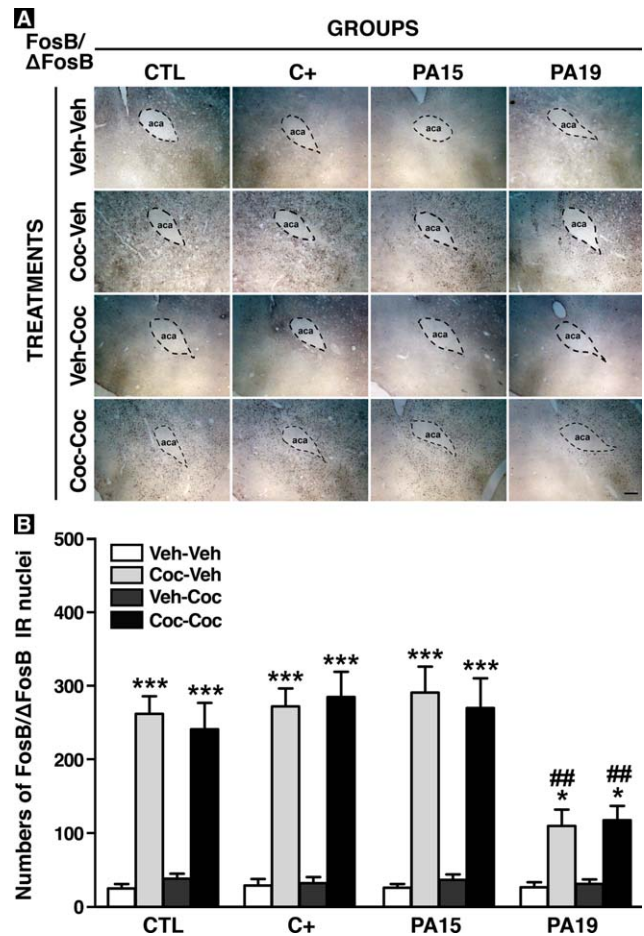 A
FosB/
ΔFosB
GROUPS
CTL C+ PA15 PA19
TREATMENTS
Veh-Veh
aca aca aca aca
Coc-Veh
aca aca aca aca
Veh-Coc
aca aca aca aca
Coc-Coc
aca aca aca aca
B
Numbers of FosB/ΔFosB IR nuclei
500
400
300
200
100
0
Veh-Veh
Coc-Veh
Veh-Coc
Coc-Coc
*** *** *** *** *** ***
## ##
* *
CTL C+ PA15 PA19